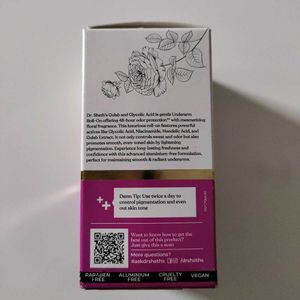 Dr. Sheth's Gulab and Glycolic Acid is gentle Underarm
Roll-On offering 48-hour odor protection** with mesmerizing
floral fragrance. This luxurious roll-on features powerful
actives like Glycolic Acid, Niacinamide, Mandelic Acid, and
Gulab Extract. It not only controls sweat and odor but also
promotes smooth, even-toned skin by lightening
pigmentation. Experience long-lasting freshness and
confidence with this advanced aluminium-free formulation,
perfect for maintaining smooth & radiant underarms.
Derm Tip: Use twice a day to
control pigmentation and even
out skin tone
Want to know how to get the
best out of this product?
Just give this a scan
More questions?
#askdrsheths /drsheths
PARABEN FREE
ALUMINIUM FREE
CRUELTY FREE
VEGAN